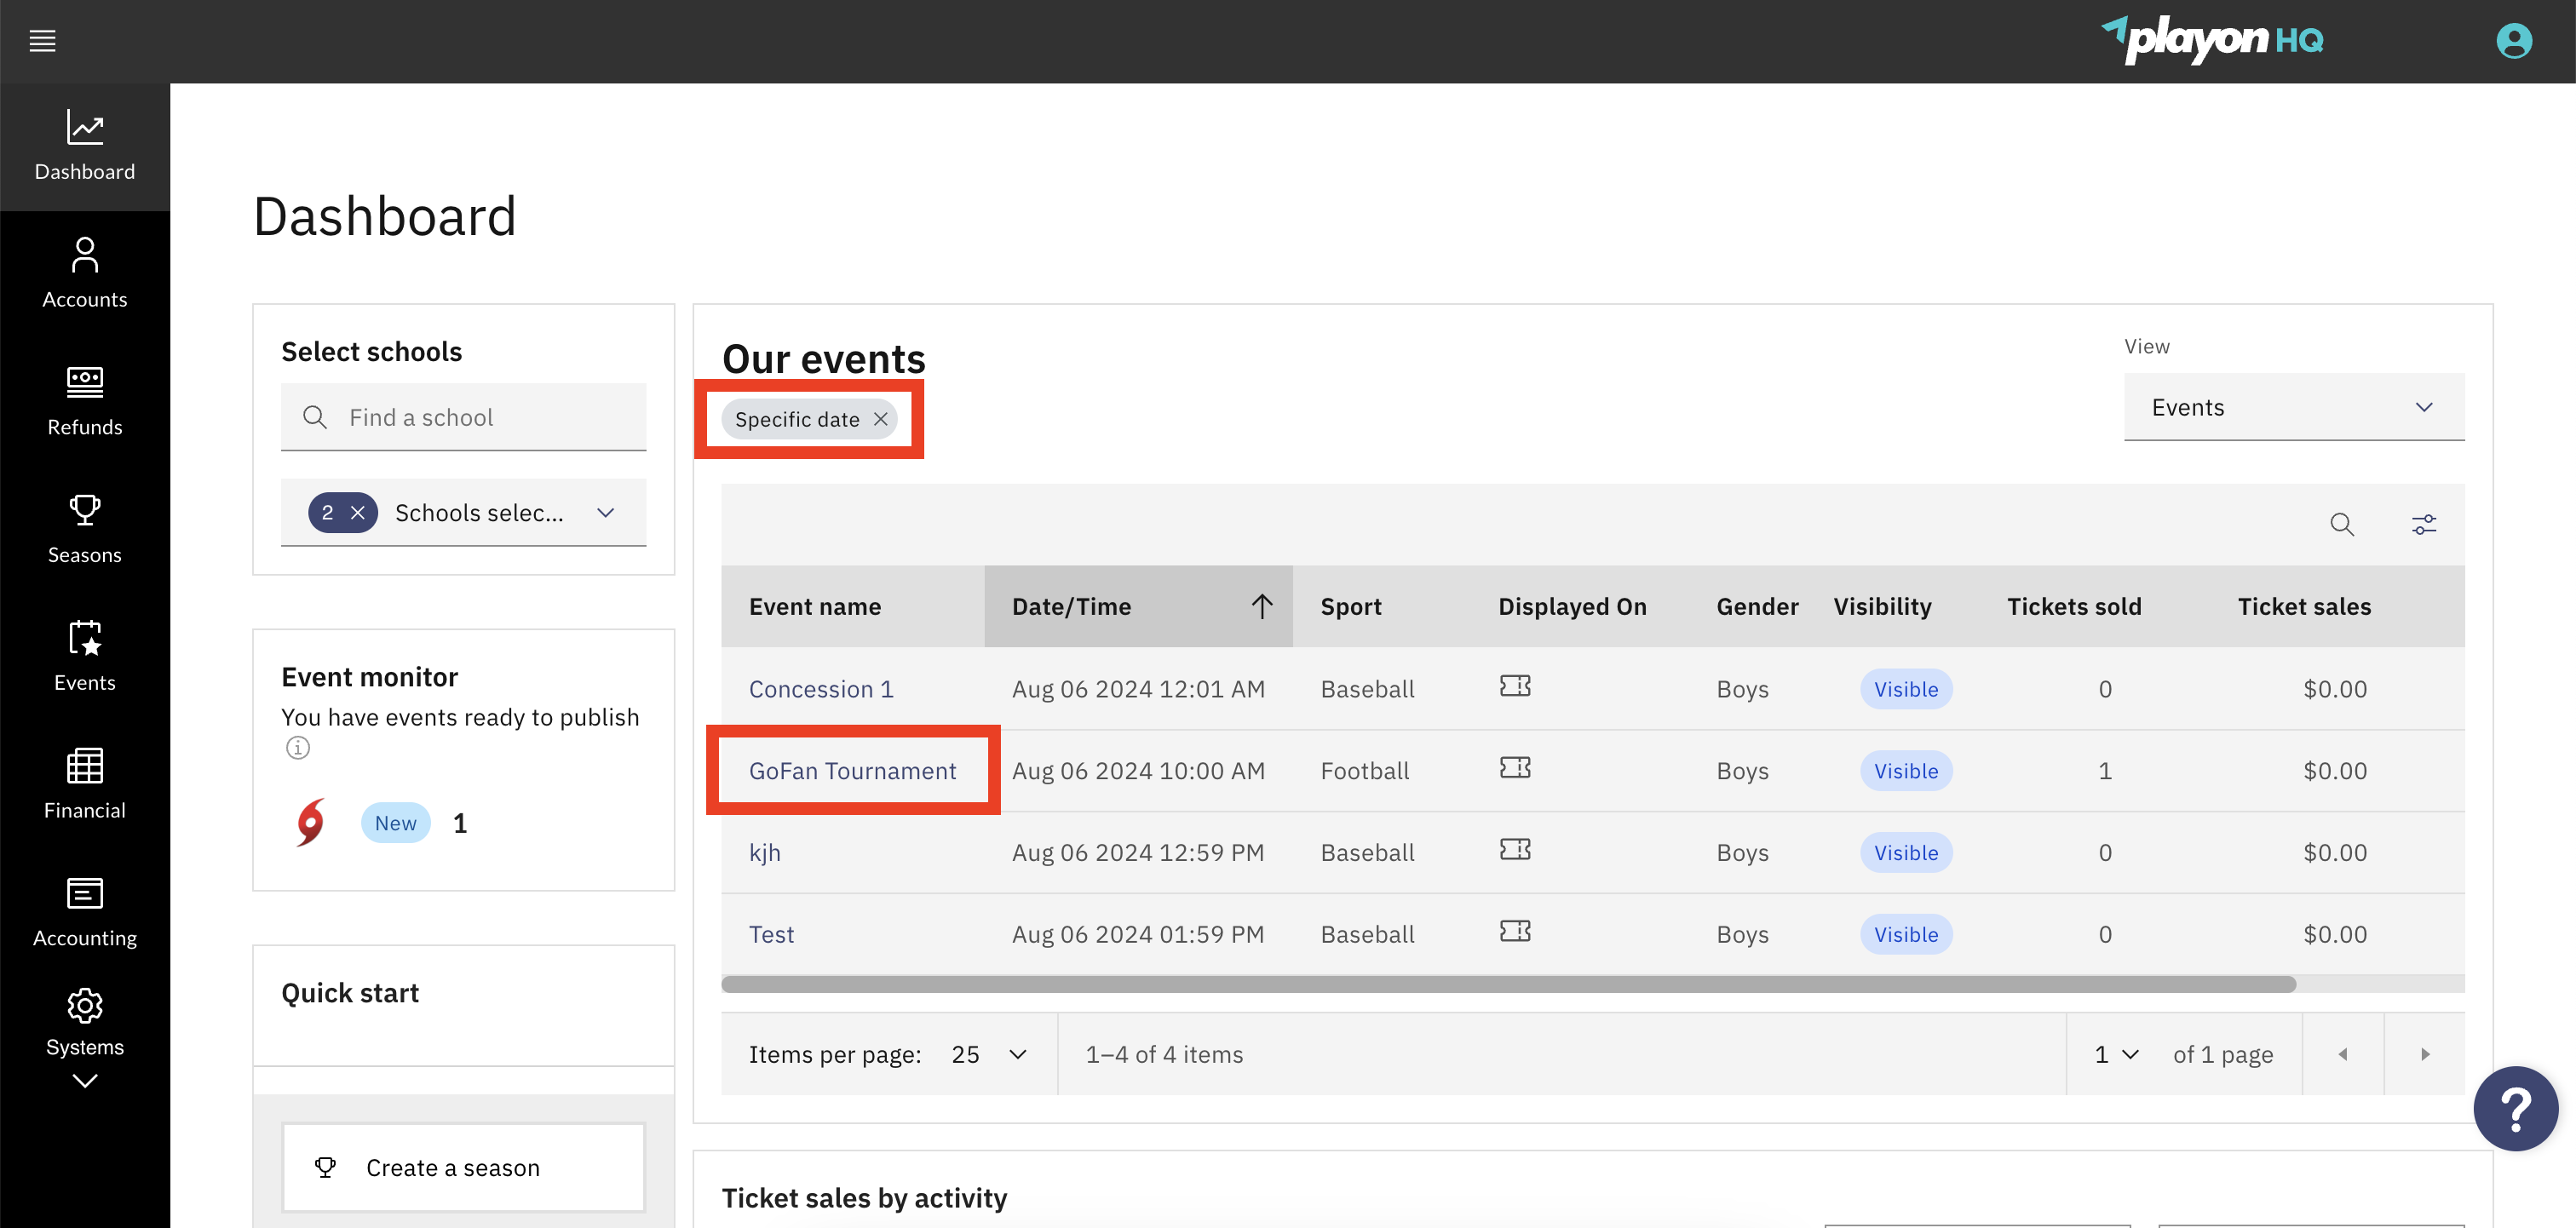 playon HQ
Dashboard
Accounts
Refunds
Seasons
Events
Financial
Accounting
Systems
Dashboard
Select schools
Find a school
2 Schools selec...
Event monitor
You have events ready to publish
New 1
Quick start
Create a season
Our events
Specific date
View
Events
Event name Date/Time Sport Displayed On Gender Visibility Tickets sold Ticket sales
Concession 1 Aug 06 2024 12:01 AM Baseball Boys Visible 0 $0.00
GoFan Tournament Aug 06 2024 10:00 AM Football Boys Visible 1 $0.00
kjh Aug 06 2024 12:59 PM Baseball Boys Visible 0 $0.00
Test Aug 06 2024 01:59 PM Baseball Boys Visible 0 $0.00
Items per page: 25 1–4 of 4 items 1 of 1 page
?
Ticket sales by activity